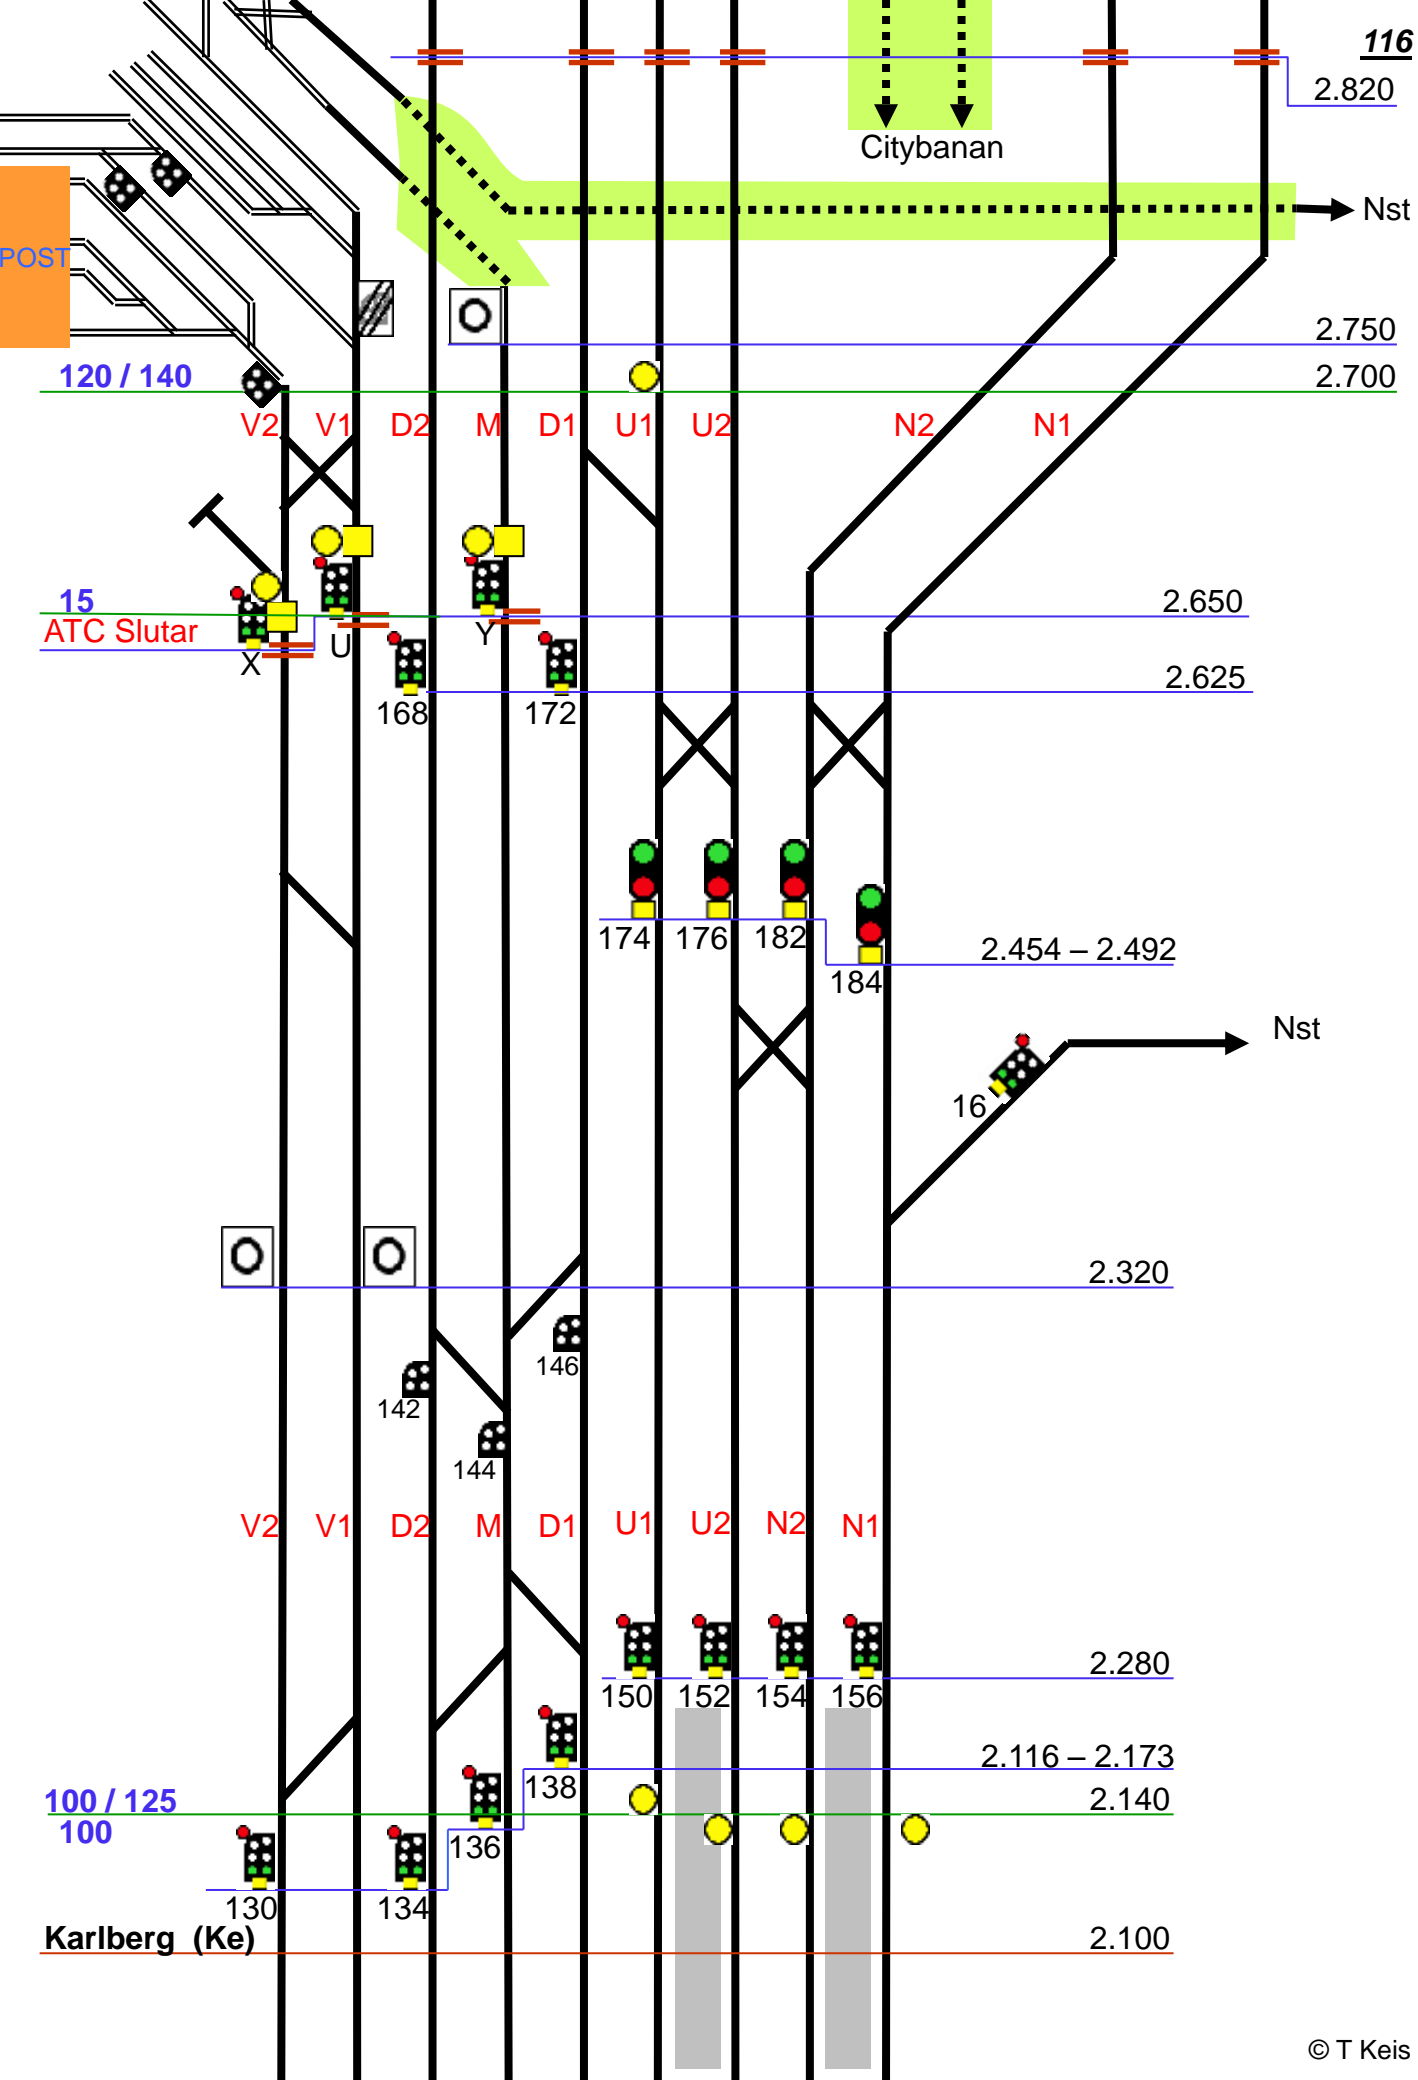 116
2.820
Citybanan
Nst
POST
2.750
120 / 140
2.700
V2 V1 D2 M D1 U1 U2 N2 N1
15
2.650
ATC Slutar
X U Y
2.625
168 172
174 176 182
2.454 – 2.492
184
Nst
16
2.320
146
142
144
V2 V1 D2 M D1 U1 U2 N2 N1
2.280
150 152 154 156
2.116 – 2.173
138
100 / 125
2.140
100
136
130 134
Karlberg (Ke)
2.100
© T Keis